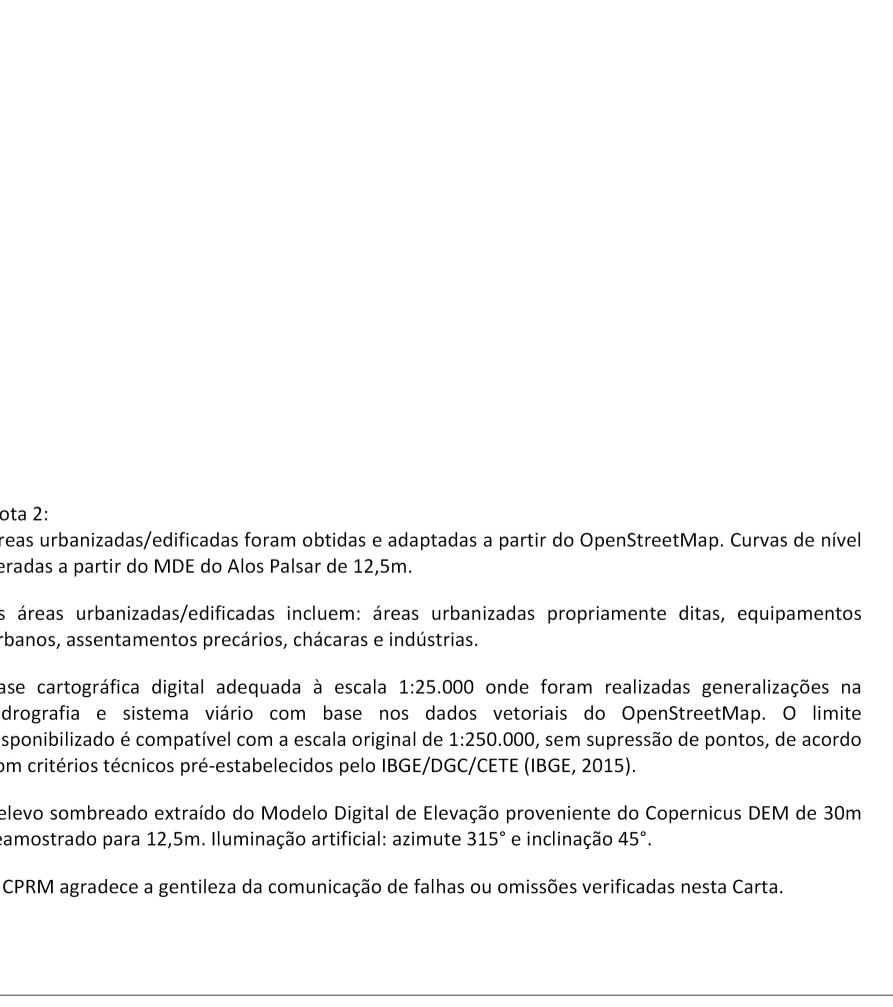 ota 2:
reas urbanizadas/edificadas foram obtidas e adaptadas a partir do OpenStreetMap. Curvas de nível
eradas a partir do MDE do Alos Palsar de 12,5m.
s áreas urbanizadas/edificadas incluem: áreas urbanizadas propriamente ditas, equipamentos
rbanos, assentamentos precários, chácaras e indústrias.
ase cartográfica digital adequada à escala 1:25.000 onde foram realizadas generalizações na
drografia e sistema viário com base nos dados vetoriais do OpenStreetMap. O limite
sponibilizado é compatível com a escala original de 1:250.000, sem supressão de pontos, de acordo
om critérios técnicos pré-estabelecidos pelo IBGE/DGC/CETE (IBGE, 2015).
elevo sombreado extraído do Modelo Digital de Elevação proveniente do Copernicus DEM de 30m
eamostrado para 12,5m. Iluminação artificial: azimute 315° e inclinação 45°.
CPRM agradece a gentileza da comunicação de falhas ou omissões verificadas nesta Carta.